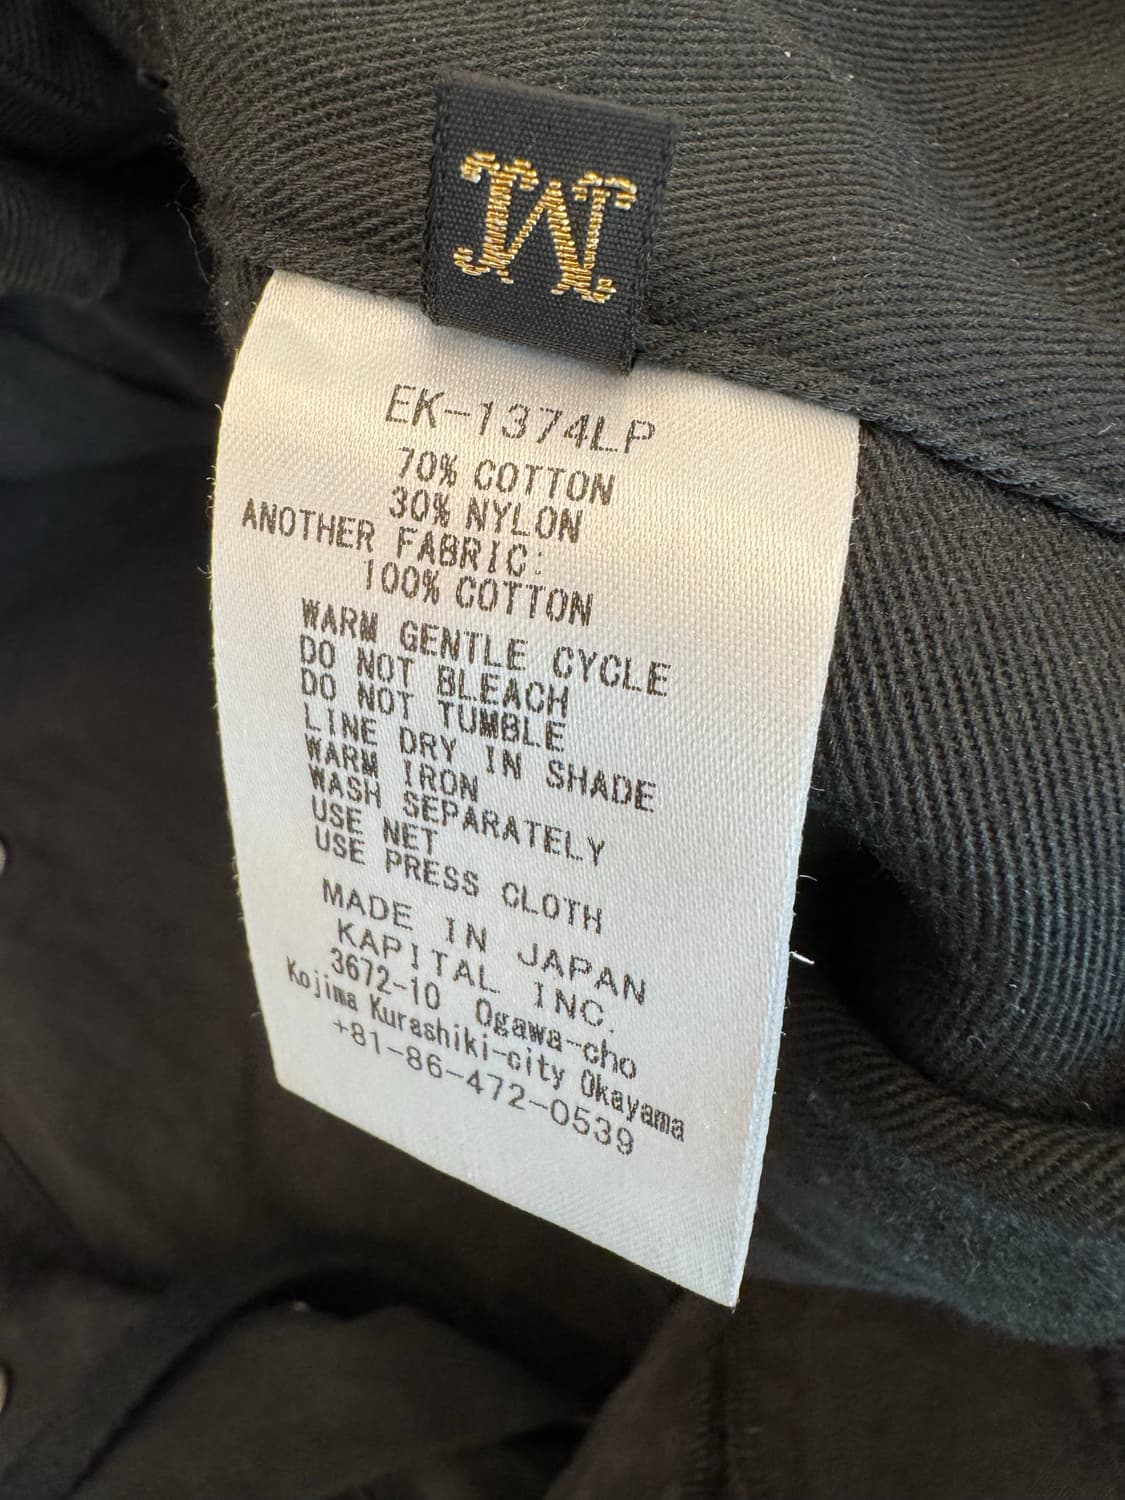 M
EK-1374LP
70% COTTON
30% NYLON
ANOTHER FABRIC:
100% COTTON
WARM GENTLE CYCLE
DO NOT BLEACH
DO NOT TUMBLE
LINE DRY IN SHADE
WARM IRON
WASH SEPARATELY
USE NET
USE PRESS CLOTH
MADE IN JAPAN
KAPITAL INC.
3672-10 Ogawa-cho
Kojima Kurashiki-city Okayama
+81-86-472-0539